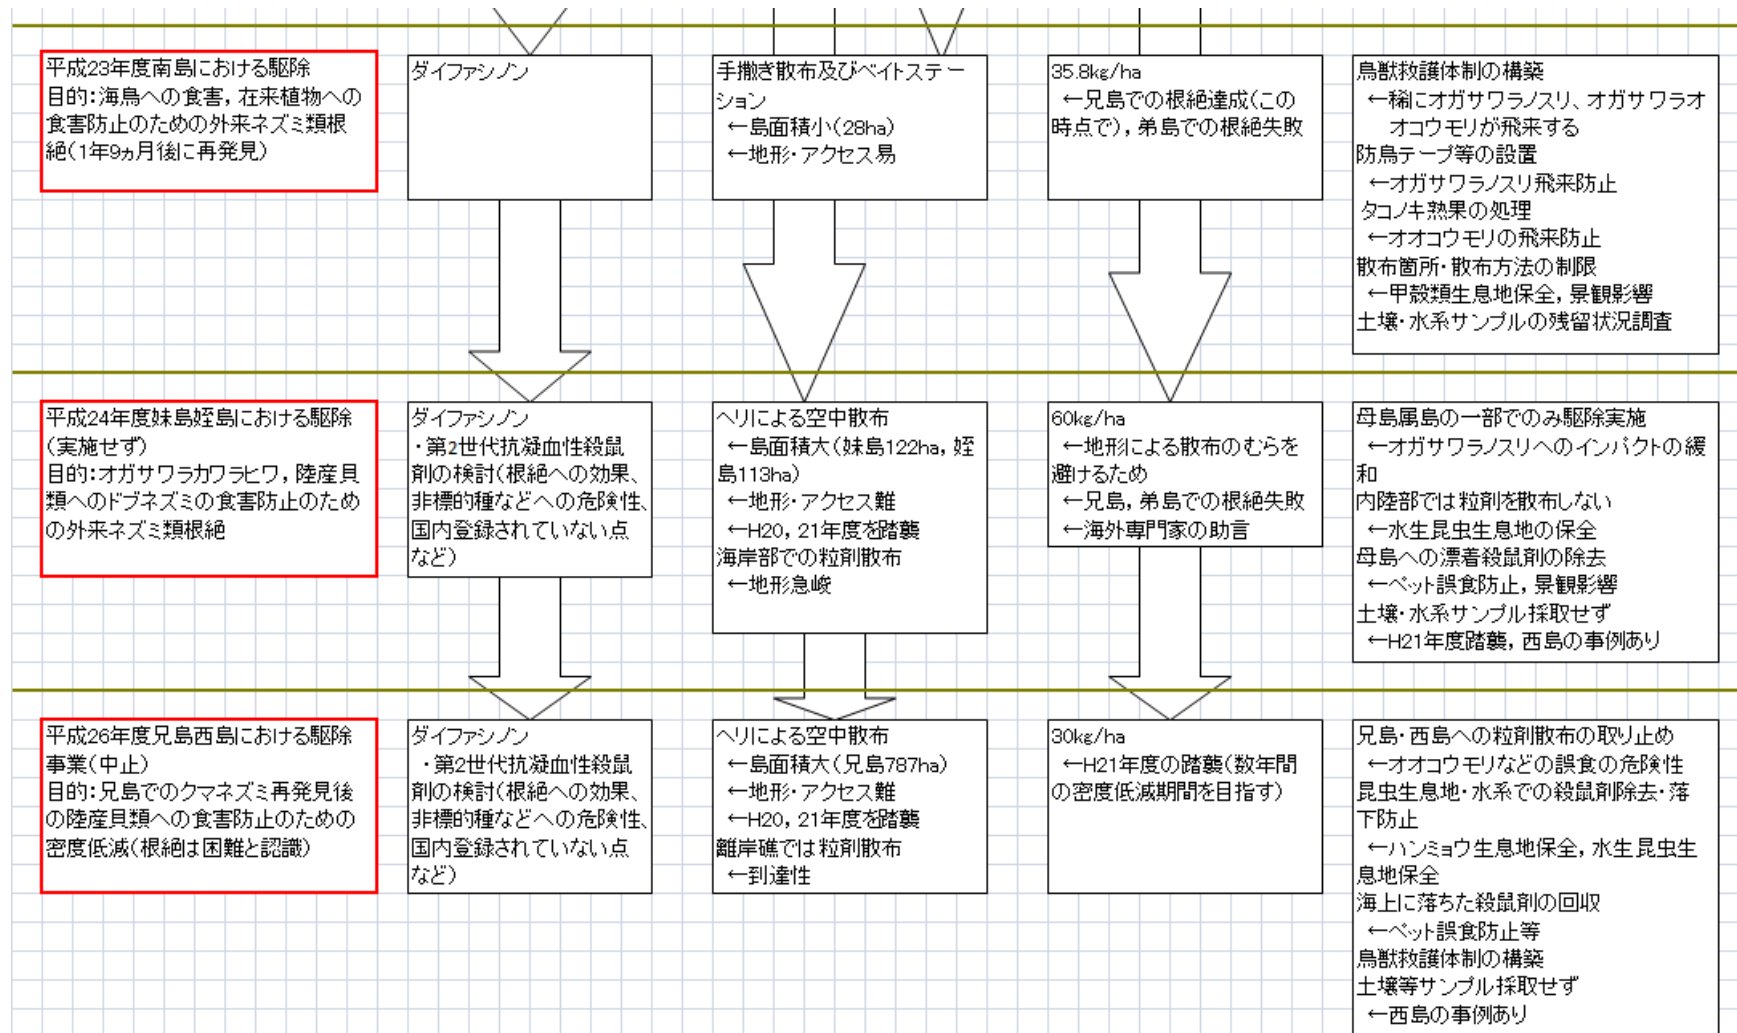 平成23年度南島における駆除
目的:海鳥への食害,在来植物への
食害防止のための外来ネズミ類根
絶(1年9ヵ月後に再発見)
ダイファシノン
手撒き散布及びベイトステー
ション
←島面積小(28ha)
←地形・アクセス易
35.8kg/ha
←兄島での根絶達成(この
時点で),弟島での根絶失敗
鳥獣救護体制の構築
←稀にオガサワラノスリ、オガサワラオ
オコウモリが飛来する
防鳥テープ等の設置
←オガサワラノスリ飛来防止
タコノキ熟果の処理
←オオコウモリの飛来防止
散布箇所・散布方法の制限
←甲殻類生息地保全,景観影響
土壌・水系サンプルの残留状況調査
平成24年度妹島姪島における駆除
(実施せず)
目的:オガサワラカワラヒワ,陸産貝
類へのドブネズミの食害防止のため
の外来ネズミ類根絶
ダイファシノン
・第2世代抗凝血性殺鼠
剤の検討(根絶への効果、
非標的種などへの危険性、
国内登録されていない点
など)
ヘリによる空中散布
←島面積大(妹島122ha,姪
島113ha)
←地形・アクセス難
←H20,21年度を踏襲
海岸部での粒剤散布
←地形急峻
60kg/ha
←地形による散布のむらを
避けるため
←兄島,弟島での根絶失敗
←海外専門家の助言
母島属島の一部でのみ駆除実施
←オガサワラノスリへのインパクトの緩
和
内陸部では粒剤を散布しない
←水生昆虫生息地の保全
母島への漂着殺鼠剤の除去
←ペット誤食防止,景観影響
土壌・水系サンプル採取せず
←H21年度踏襲,西島の事例あり
平成26年度兄島西島における駆除
事業(中止)
目的:兄島でのクマネズミ再発見後
の陸産貝類への食害防止のための
密度低減(根絶は困難と認識)
ダイファシノン
・第2世代抗凝血性殺鼠
剤の検討(根絶への効果、
非標的種などへの危険性、
国内登録されていない点
など)
ヘリによる空中散布
←島面積大(兄島787ha)
←地形・アクセス難
←H20,21年度を踏襲
離岸礁では粒剤散布
←到達性
30kg/ha
←H21年度の踏襲(数年間
の密度低減期間を目指す)
兄島・西島への粒剤散布の取り止め
←オオコウモリなどの誤食の危険性
昆虫生息地・水系での殺鼠剤除去・落
下防止
←ハンミョウ生息地保全,水生昆虫生
息地保全
海上に落ちた殺鼠剤の回収
←ペット誤食防止等
鳥獣救護体制の構築
土壌等サンプル採取せず
←西島の事例あり